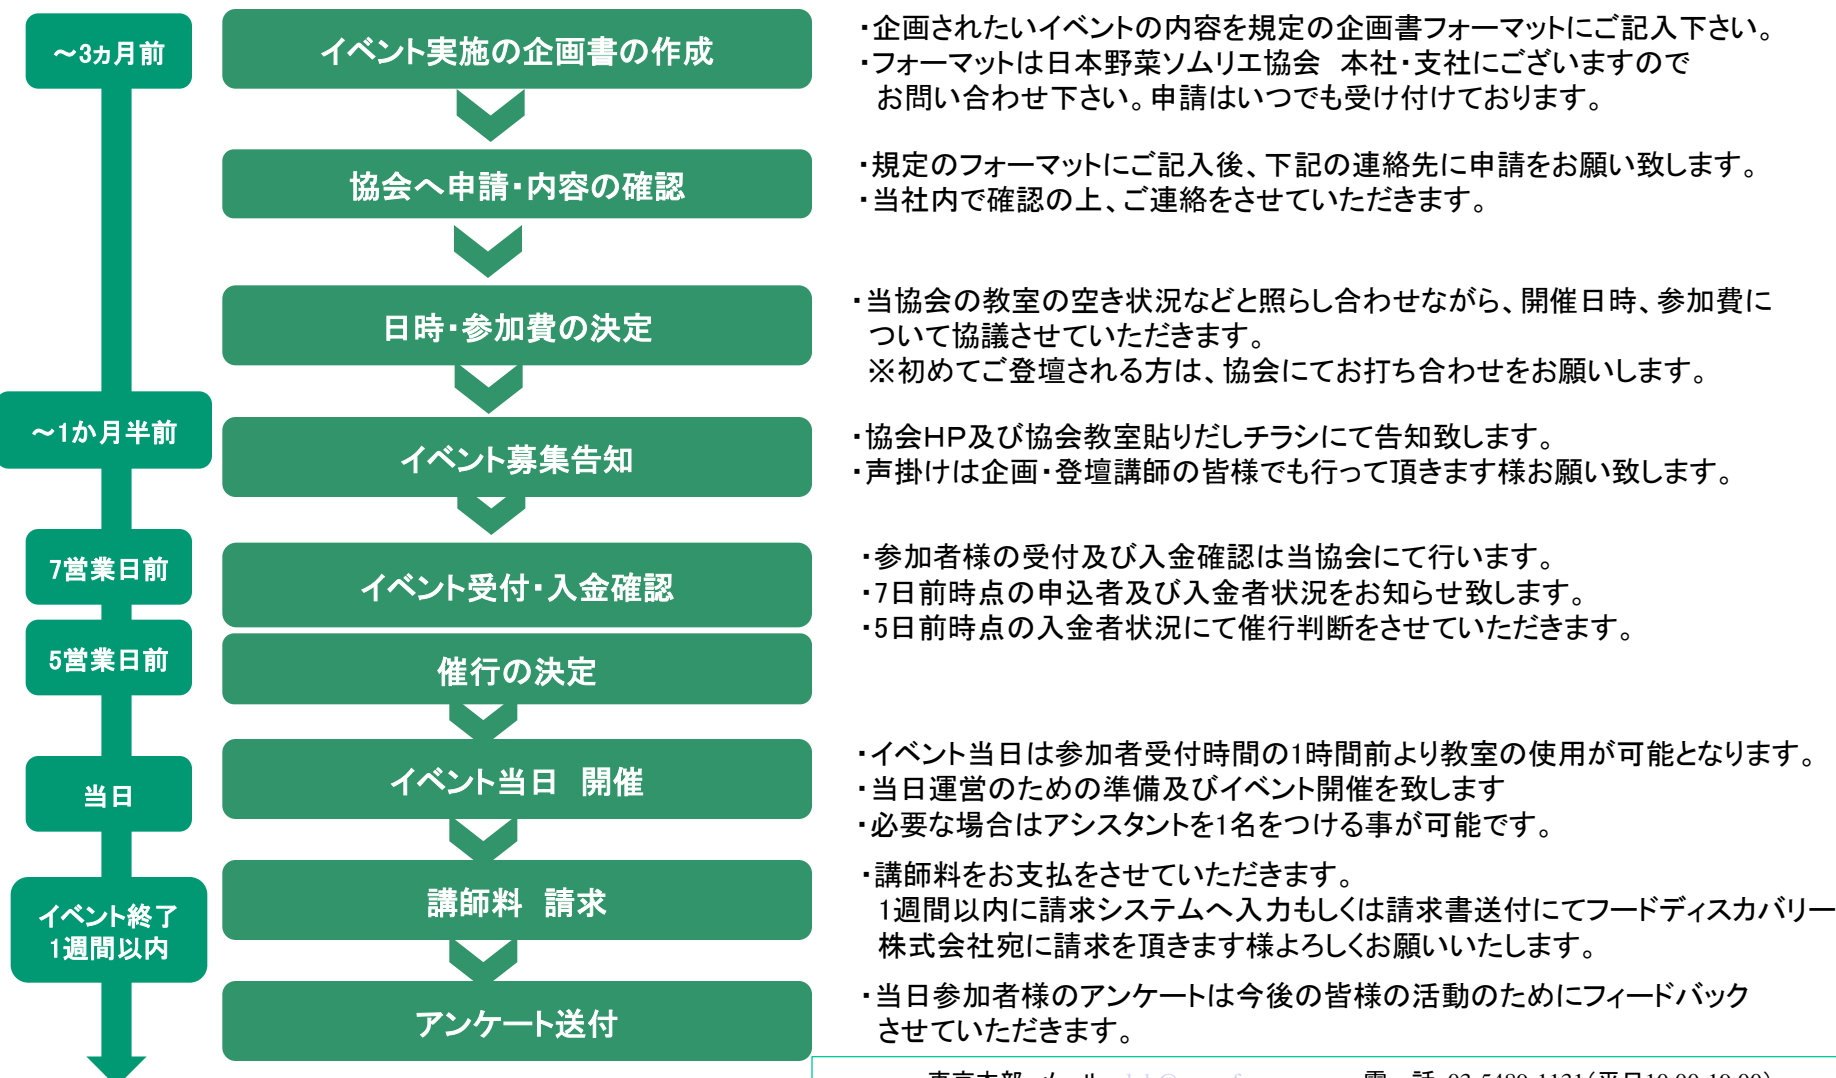 ～3ヵ月前
イベント実施の企画書の作成
・企画されたいイベントの内容を規定の企画書フォーマットにご記入下さい。
・フォーマットは日本野菜ソムリエ協会　本社・支社にございますので
お問い合わせ下さい。申請はいつでも受け付けております。
協会へ申請・内容の確認
・規定のフォーマットにご記入後、下記の連絡先に申請をお願い致します。
・当社内で確認の上、ご連絡をさせていただきます。
日時・参加費の決定
・当協会の教室の空き状況などと照らし合わせながら、開催日時、参加費に
ついて協議させていただきます。
※初めてご登壇される方は、協会にてお打ち合わせをお願いします。
～1か月半前
イベント募集告知
・協会ＨＰ及び協会教室貼りだしチラシにて告知致します。
・声掛けは企画・登壇講師の皆様でも行って頂きます様お願い致します。
7営業日前
イベント受付・入金確認
・参加者様の受付及び入金確認は当協会にて行います。
・7日前時点の申込者及び入金者状況をお知らせ致します。
・5日前時点の入金者状況にて催行判断をさせていただきます。
5営業日前
催行の決定
当日
イベント当日　開催
・イベント当日は参加者受付時間の1時間前より教室の使用が可能となります。
・当日運営のための準備及びイベント開催を致します
・必要な場合はアシスタントを1名をつける事が可能です。
イベント終了
1週間以内
講師料　請求
・講師料をお支払をさせていただきます。
1週間以内に請求システムへ入力もしくは請求書送付にてフードディスカバリー
株式会社宛に請求を頂きます様よろしくお願いいたします。
アンケート送付
・当日参加者様のアンケートは今後の皆様の活動のためにフィードバック
させていただきます。
電　話 03-5489-1131（平日10:00-19:00）